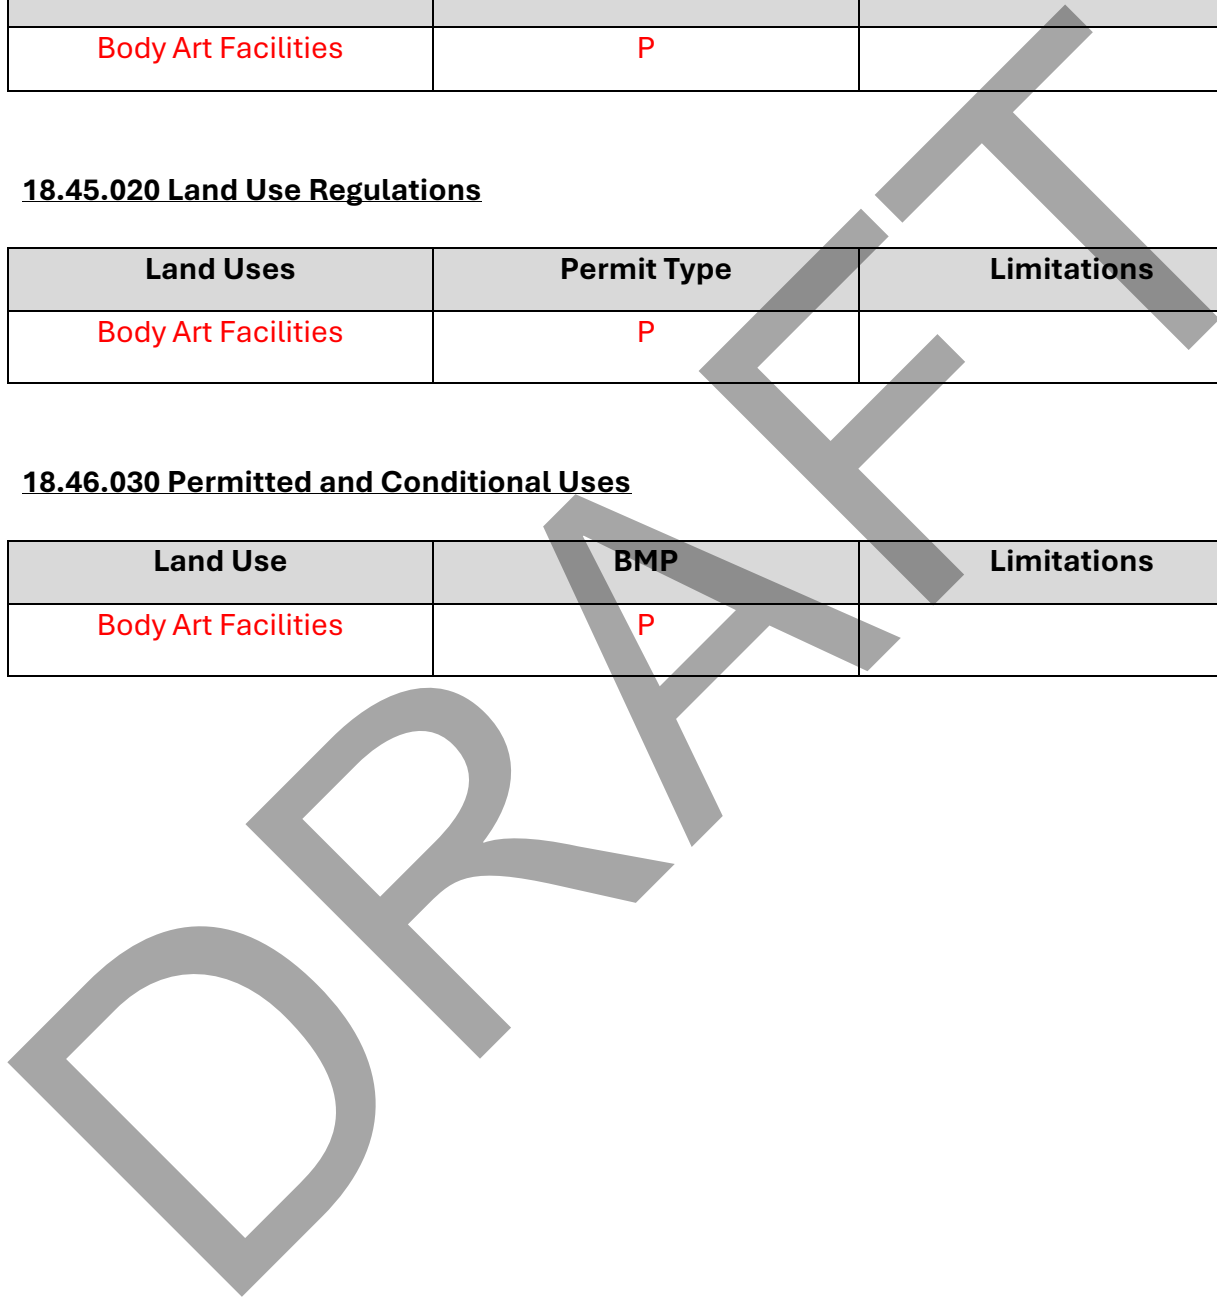 Body Art Facilities P
18.45.020 Land Use Regulations
Land Uses Permit Type Limitations
Body Art Facilities P
18.46.030 Permitted and Conditional Uses
Land Use BMP Limitations
Body Art Facilities P
DRAFT